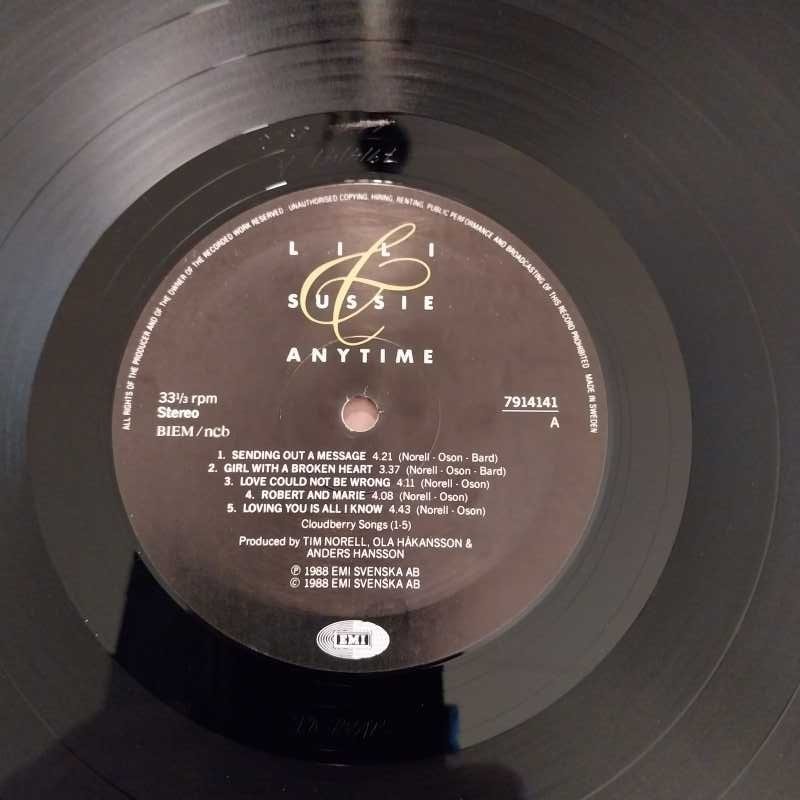 ALL RIGHTS OF THE PRODUCER AND OF THE OWNER OF THE RECORDED WORK RESERVED · UNAUTHORISED COPYING, HIRING, RENTING, PUBLIC PERFORMANCE AND BROADCASTING OF THIS RECORD PROHIBITED MADE IN SWEDEN
LILI
&
SUSSIE
ANYTIME
33⅓ rpm
Stereo
BIEM/ncb
7914141
A
1. SENDING OUT A MESSAGE 4.21 (Norell - Oson - Bard)
2. GIRL WITH A BROKEN HEART 3.37 (Norell - Oson - Bard)
3. LOVE COULD NOT BE WRONG 4:11 (Norell - Oson)
4. ROBERT AND MARIE 4.08 (Norell - Oson)
5. LOVING YOU IS ALL I KNOW 4.43 (Norell - Oson)
Cloudberry Songs (1-5)
Produced by TIM NORELL, OLA HÅKANSSON &
ANDERS HANSSON
℗ 1988 EMI SVENSKA AB
© 1988 EMI SVENSKA AB
EMI